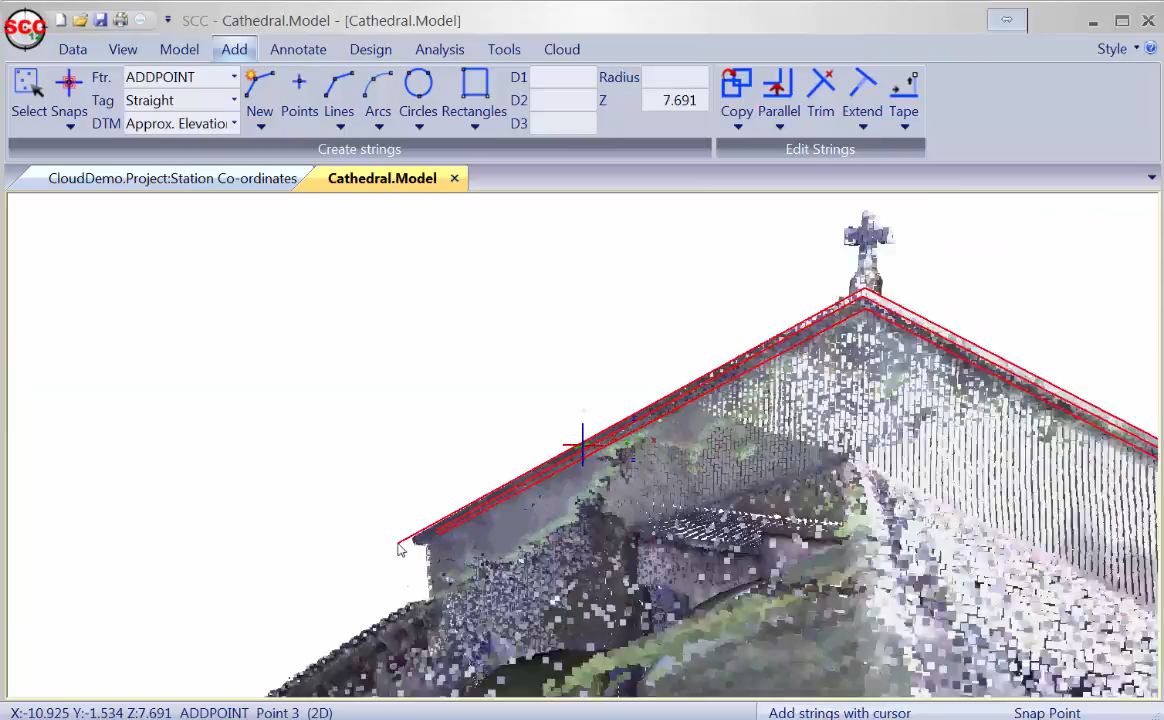 SCC - Cathedral.Model - [Cathedral.Model]
SCC
Data View Model Add Annotate Design Analysis Tools Cloud Style
Ftr. ADDPOINT D1 Radius
Tag Straight D2 Z 7.691
DTM Approx. Elevation D3
Select Snaps New Points Lines Arcs Circles Rectangles Copy Parallel Trim Extend Tape
Create strings Edit Strings
CloudDemo.Project:Station Co-ordinates Cathedral.Model
X:-10.925 Y:-1.534 Z:7.691 ADDPOINT Point 3 (2D) Add strings with cursor Snap Point